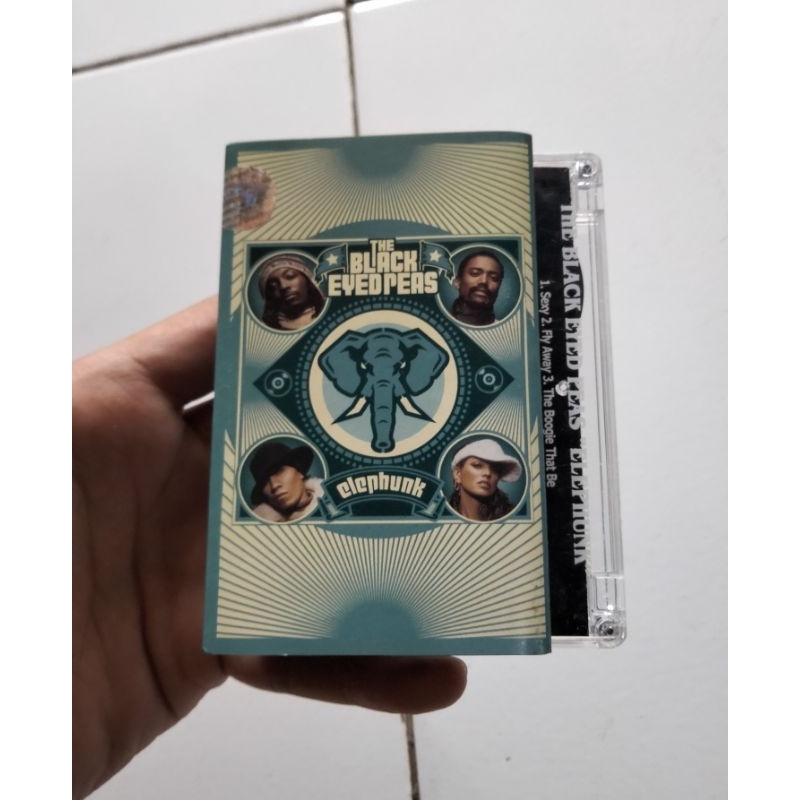 THE
BLACK
EYED PEAS
elephunk
THE BLACK EYED PEAS "ELEPHUNK
1. Sexy 2. Fly Away 3. The Boogie That Be